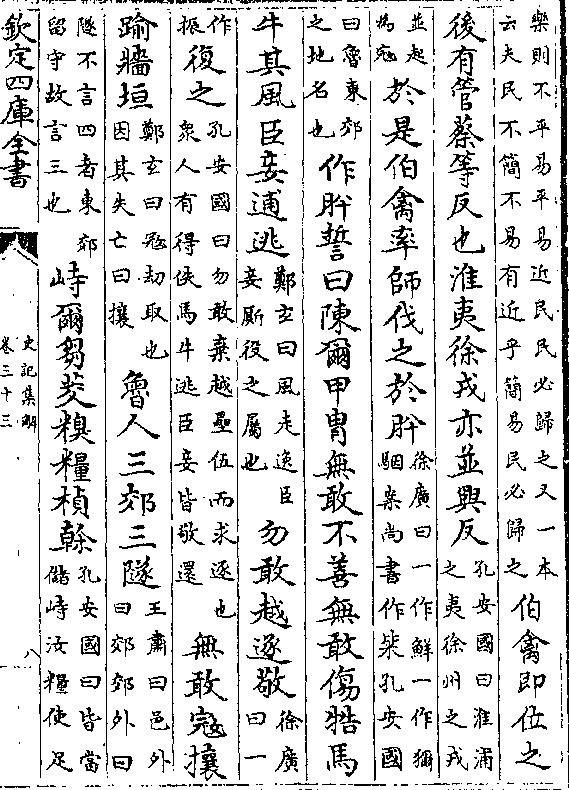 樂則不平易平易近民民必歸之又一本
云夫民不簡不易有近乎簡易民必歸之
伯禽即位之
後有管蔡等反也淮夷徐戎亦並興反
孔安國曰淮浦
之夷徐州之戎
並起
為寇
於是伯禽率師伐之於肸
徐廣曰一作鮮一作獮
駰案尚書作粊孔安國
曰魯東郊
之地名也
作肸誓曰陳爾甲冑無敢不善無敢傷牿馬
牛其風臣妾逋逃
鄭玄曰風走逸臣
妾厮役之屬也
勿敢越逐敬
徐廣
曰一
作
振
復之
孔安國曰勿敢棄越壘伍而求逐也
衆人有得佚馬牛逃臣妾皆敬還
無敢寇攘
踰牆垣
鄭玄曰寇劫取也
因其失亡曰攘
魯人三郊三隧
王肅曰邑外
曰郊郊外曰
隧不言四者東郊
留守故言三也
峙爾芻茭糗糧楨榦
孔安國曰皆當
儲峙汝糧使足
欽定四庫全書
史記集解
卷三十三
八